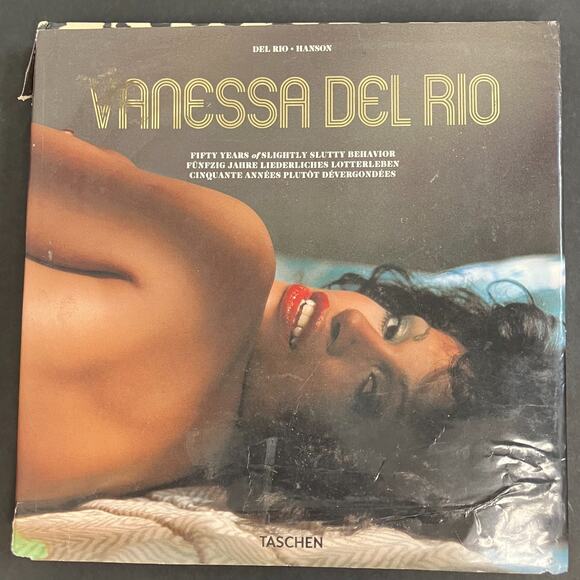 DEL RIO • HANSON
VANESSA DEL RIO
FIFTY YEARS of SLIGHTLY SLUTTY BEHAVIOR
FÜNFZIG JAHRE LIEDERLICHES LOTTERLEBEN
CINQUANTE ANNÉES PLUTÔT DÉVERGONDÉES
TASCHEN